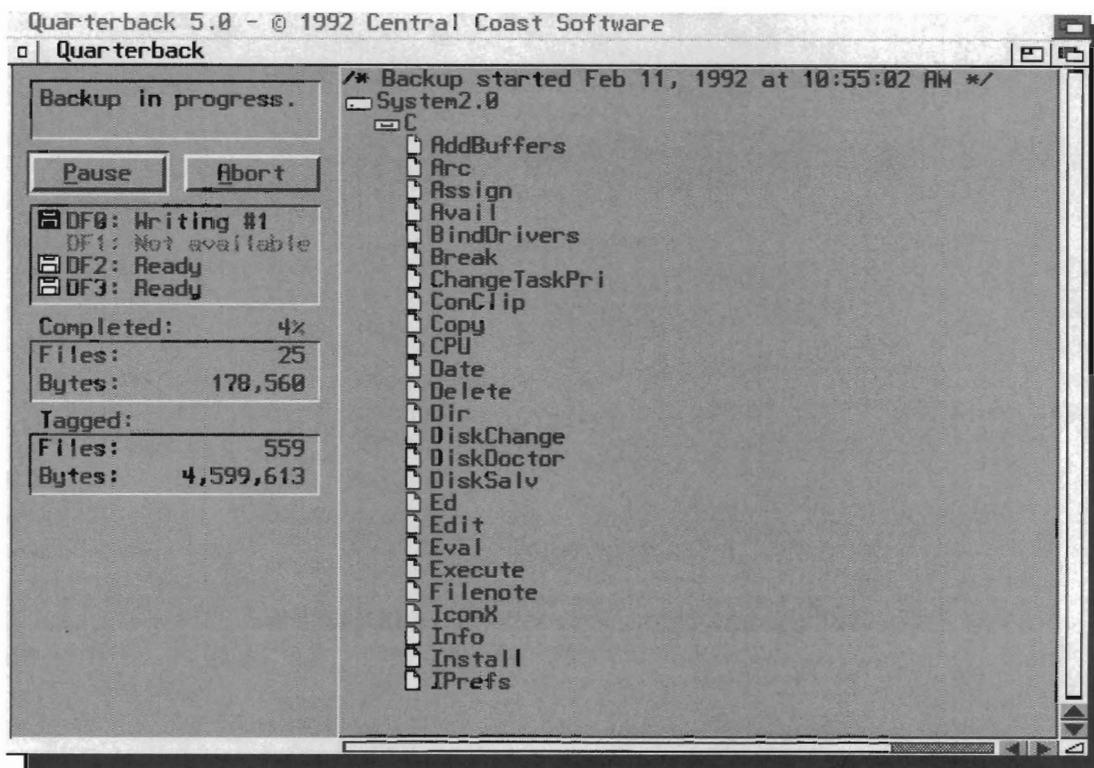 Quarterback 5.0 - © 1992 Central Coast Software
Quarterback
Backup in progress.
Pause Abort
DF0: Writing #1
DF1: Not available
DF2: Ready
DF3: Ready
Completed: 4%
Files: 25
Bytes: 178,560
Tagged:
Files: 559
Bytes: 4,599,613
/* Backup started Feb 11, 1992 at 10:55:02 AM */
System2.0
C
AddBuffers
Arc
Assign
Avail
BindDrivers
Break
ChangeTaskPri
ConClip
Copy
CPU
Date
Delete
Dir
DiskChange
DiskDoctor
DiskSalv
Ed
Edit
Eval
Execute
Filenote
IconX
Info
Install
IPrefs